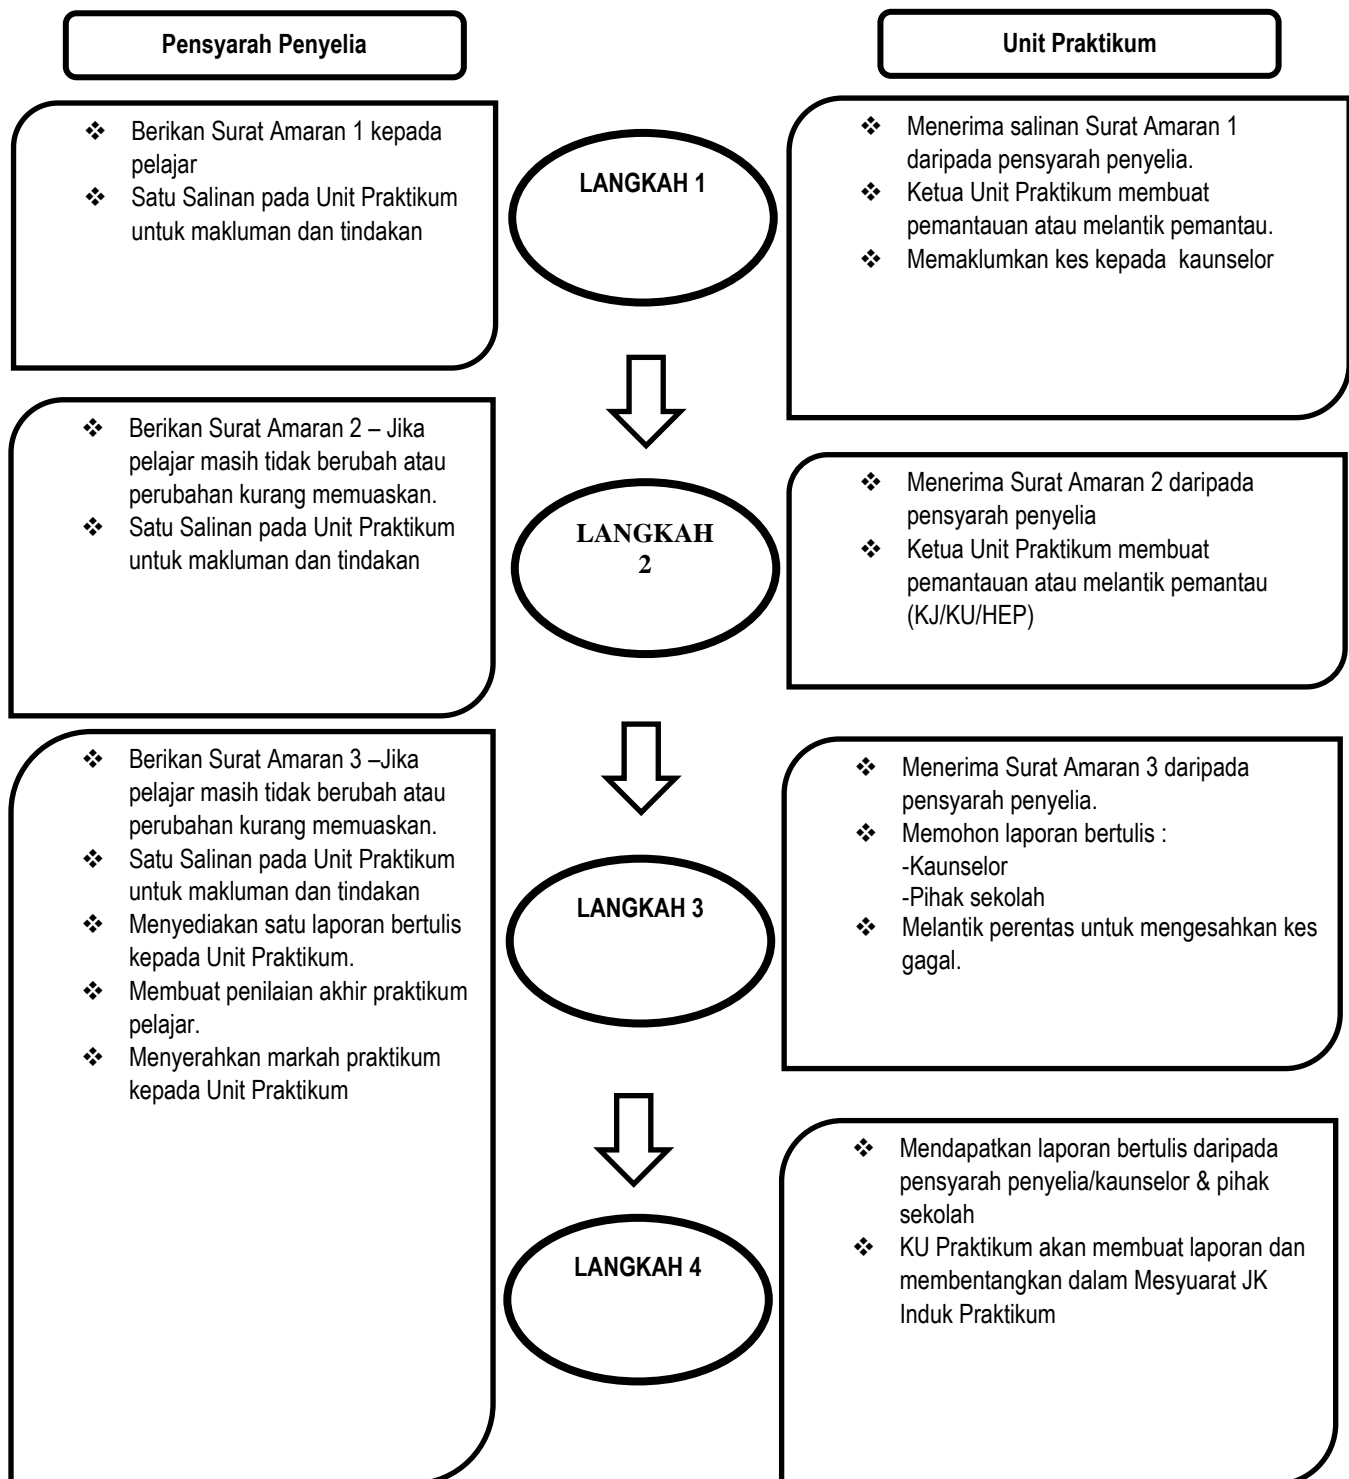 Pensyarah Penyelia
Unit Praktikum
❖ Berikan Surat Amaran 1 kepada
pelajar
❖ Satu Salinan pada Unit Praktikum
untuk makluman dan tindakan
LANGKAH 1
❖ Menerima salinan Surat Amaran 1
daripada pensyarah penyelia.
❖ Ketua Unit Praktikum membuat
pemantauan atau melantik pemantau.
❖ Memaklumkan kes kepada kaunselor
❖ Berikan Surat Amaran 2 – Jika
pelajar masih tidak berubah atau
perubahan kurang memuaskan.
❖ Satu Salinan pada Unit Praktikum
untuk makluman dan tindakan
LANGKAH
2
❖ Menerima Surat Amaran 2 daripada
pensyarah penyelia
❖ Ketua Unit Praktikum membuat
pemantauan atau melantik pemantau
(KJ/KU/HEP)
❖ Berikan Surat Amaran 3 –Jika
pelajar masih tidak berubah atau
perubahan kurang memuaskan.
❖ Satu Salinan pada Unit Praktikum
untuk makluman dan tindakan
❖ Menyediakan satu laporan bertulis
kepada Unit Praktikum.
❖ Membuat penilaian akhir praktikum
pelajar.
❖ Menyerahkan markah praktikum
kepada Unit Praktikum
LANGKAH 3
❖ Menerima Surat Amaran 3 daripada
pensyarah penyelia.
❖ Memohon laporan bertulis :
-Kaunselor
-Pihak sekolah
❖ Melantik perentas untuk mengesahkan kes
gagal.
LANGKAH 4
❖ Mendapatkan laporan bertulis daripada
pensyarah penyelia/kaunselor & pihak
sekolah
❖ KU Praktikum akan membuat laporan dan
membentangkan dalam Mesyuarat JK
Induk Praktikum